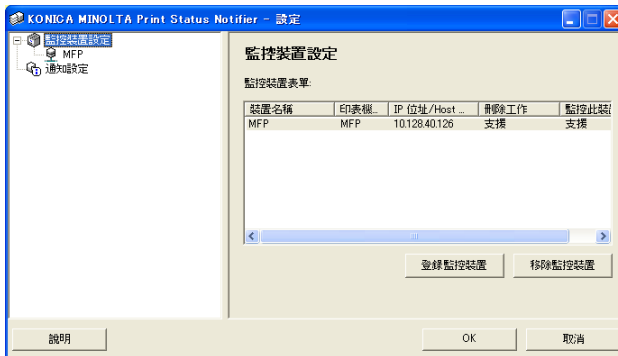 KONICA MINOLTA Print Status Notifier - 設定
監控裝置設定
MFP
通知設定
監控裝置設定
監控裝置表單:
裝置名稱 印表機... IP 位址/Host ... 刪除工作 監控此裝
MFP MFP 10.128.40.126 支援 支援
登錄監控裝置 移除監控裝置
說明 OK 取消